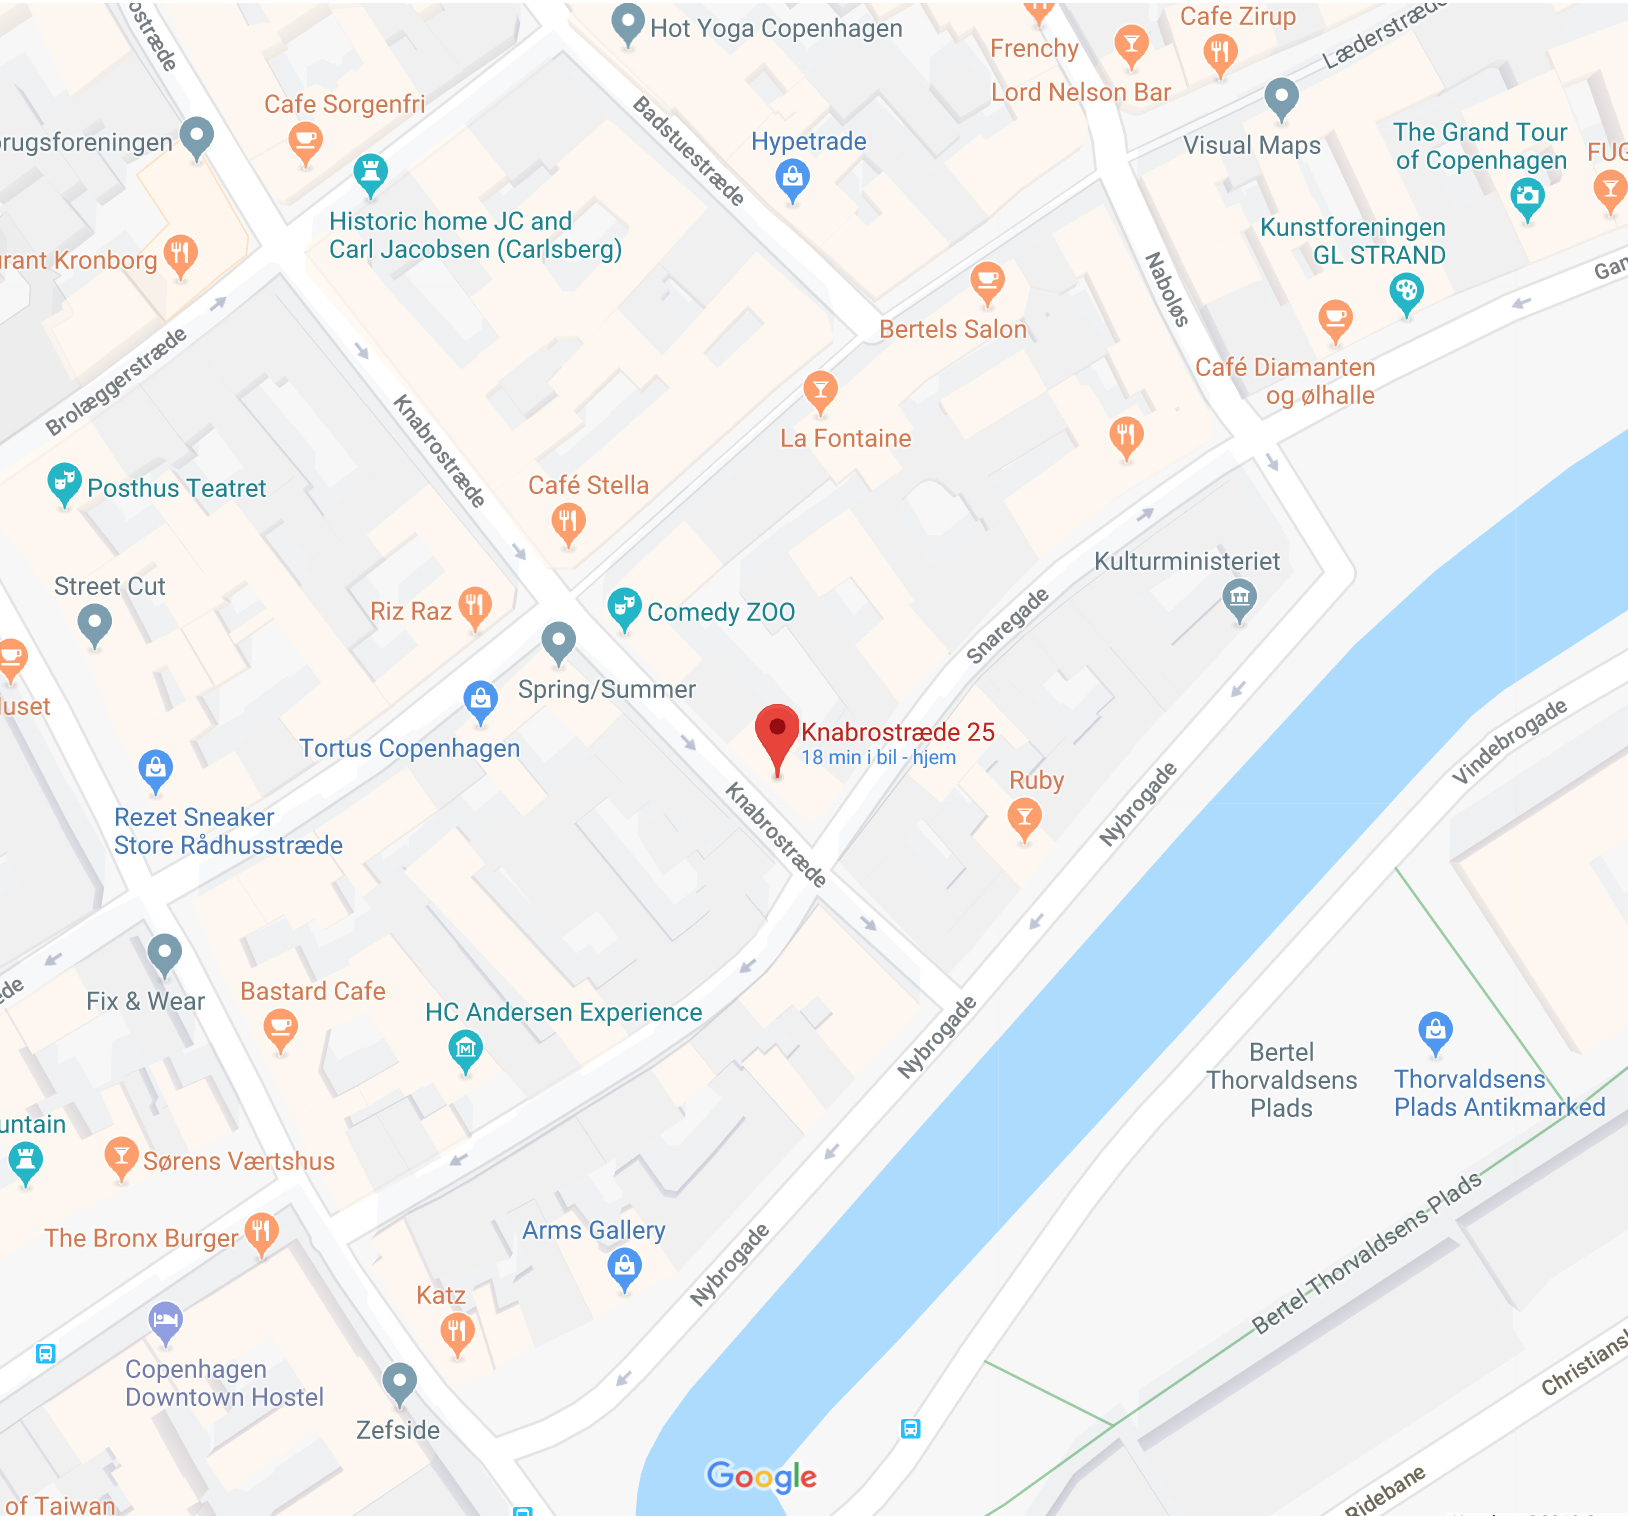 Hot Yoga Copenhagen
Cafe Zirup
Frenchy
Lord Nelson Bar
Læderstræde
ostræde
Cafe Sorgenfri
Badstuestræde
Hypetrade
Visual Maps
The Grand Tour
of Copenhagen
FUG
rugsforeningen
Historic home JC and
Carl Jacobsen (Carlsberg)
Kunstforeningen
GL STRAND
Gan
urant Kronborg
Naboløs
Bertels Salon
Café Diamanten
og ølhalle
Brolæggerstræde
Knabrostræde
La Fontaine
Posthus Teatret
Café Stella
Street Cut
Riz Raz
Comedy ZOO
Kulturministeriet
Snaregade
Huset
Spring/Summer
Tortus Copenhagen
Knabrostræde 25
18 min i bil - hjem
Vindebrogade
Ruby
Nybrogade
Knabrostræde
Rezet Sneaker
Store Rådhusstræde
Fix & Wear
Bastard Cafe
HC Andersen Experience
Nybrogade
Bertel
Thorvaldsens
Plads
Thorvaldsens
Plads Antikmarked
untain
Sørens Værtshus
The Bronx Burger
Arms Gallery
Nybrogade
Bertel Thorvaldsens Plads
Katz
Copenhagen
Downtown Hostel
Zefside
Christiansb
Google
Ridebane
of Taiwan